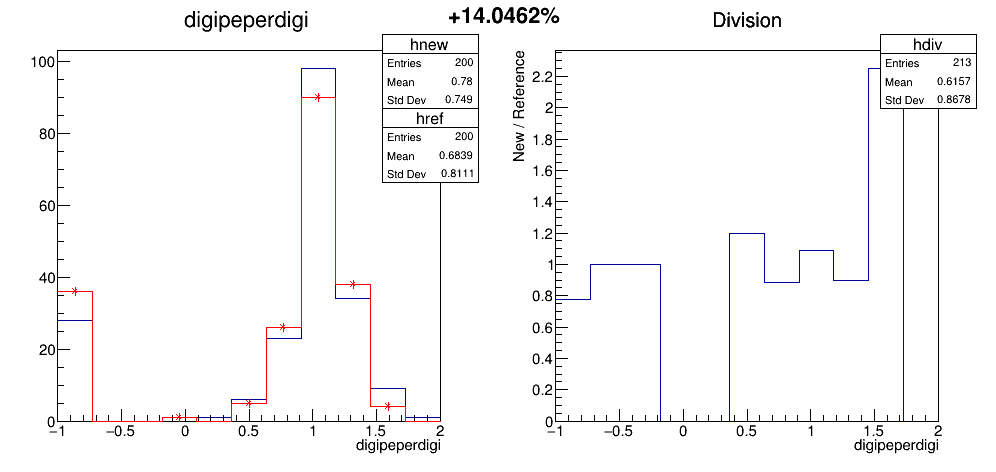 +14.0462%
digipeperdigi
hnew
Entries 200
Mean 0.78
Std Dev 0.749
href
Entries 200
Mean 0.6839
Std Dev 0.8111
100
80
60
40
20
0
−1 −0.5 0 0.5 1 1.5 2
digipeperdigi
Division
hdiv
Entries 213
Mean 0.6157
Std Dev 0.8678
New / Reference
2.2
2
1.8
1.6
1.4
1.2
1
0.8
0.6
0.4
0.2
0
−1 −0.5 0 0.5 1 1.5 2
digipeperdigi